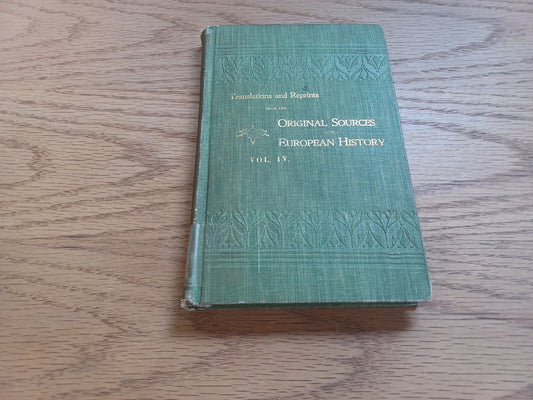 Translations and Reprints
FROM THE
ORIGINAL SOURCES
OF
EUROPEAN HISTORY
VOL. IV.